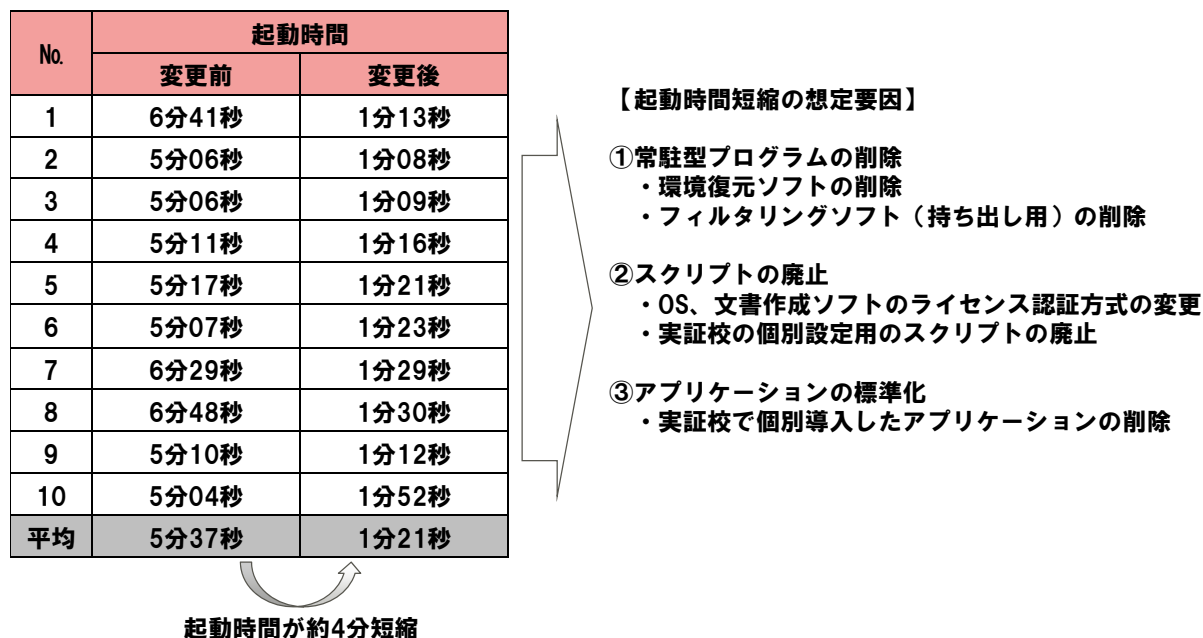 No. 起動時間
変更前 変更後
1 6分41秒 1分13秒
2 5分06秒 1分08秒
3 5分06秒 1分09秒
4 5分11秒 1分16秒
5 5分17秒 1分21秒
6 5分07秒 1分23秒
7 6分29秒 1分29秒
8 6分48秒 1分30秒
9 5分10秒 1分12秒
10 5分04秒 1分52秒
平均 5分37秒 1分21秒
起動時間が約4分短縮
【起動時間短縮の想定要因】
①常駐型プログラムの削除
・環境復元ソフトの削除
・フィルタリングソフト（持ち出し用）の削除
②スクリプトの廃止
・OS、文書作成ソフトのライセンス認証方式の変更
・実証校の個別設定用のスクリプトの廃止
③アプリケーションの標準化
・実証校で個別導入したアプリケーションの削除